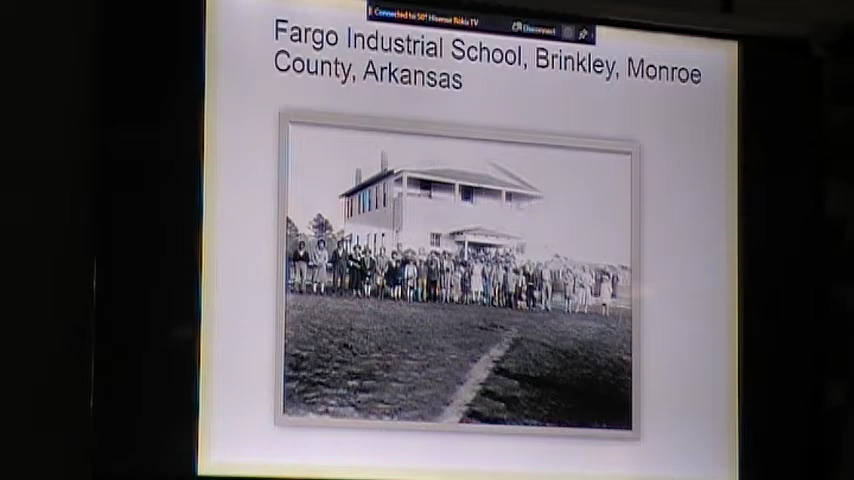 Connected to 50" Hisense Roku TV
Disconnect
Fargo Industrial School, Brinkley, Monroe
County, Arkansas